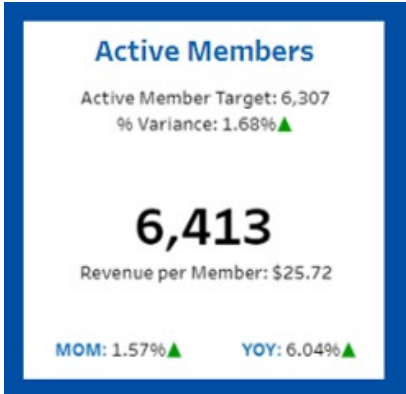 Active Members
Active Member Target: 6,307
% Variance: 1.68%▲
6,413
Revenue per Member: $25.72
MOM: 1.57%▲ YOY: 6.04%▲